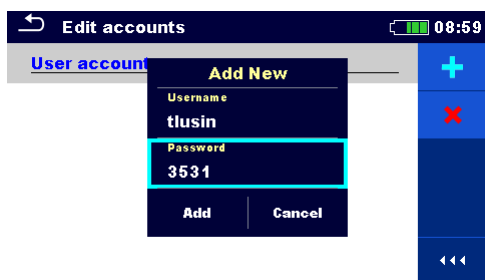 Edit accounts
08:59
User account
Add New
Username
tlusin
Password
3531
Add
Cancel